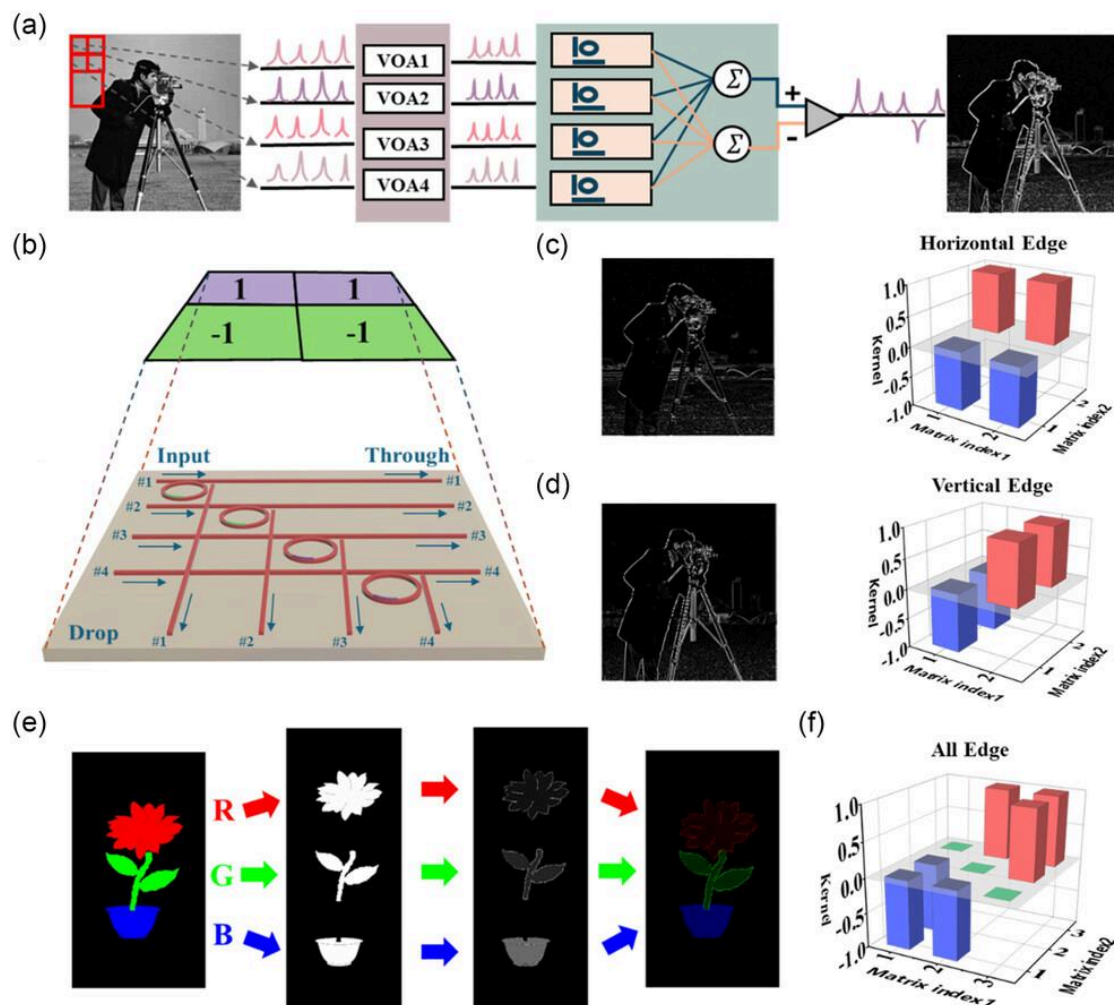 (a)
VOA1
VOA2
VOA3
VOA4
Σ
Σ
+
-
(b)
1 1
-1 -1
Input Through
#1 #1
#2 #2
#3 #3
#4 #4
Drop
#1 #2 #3 #4
(c)
Horizontal Edge
1.0
0.5
0.0
-0.5
-1.0
Kernel
1
2
Matrix index1
1
2
Matrix index2
(d)
Vertical Edge
1.0
0.5
0.0
-0.5
-1.0
Kernel
1
2
Matrix index1
1
2
Matrix index2
(e)
R
G
B
(f)
All Edge
1.0
0.5
0.0
-0.5
-1.0
Kernel
1
2
3
Matrix index1
1
2
3
Matrix index2